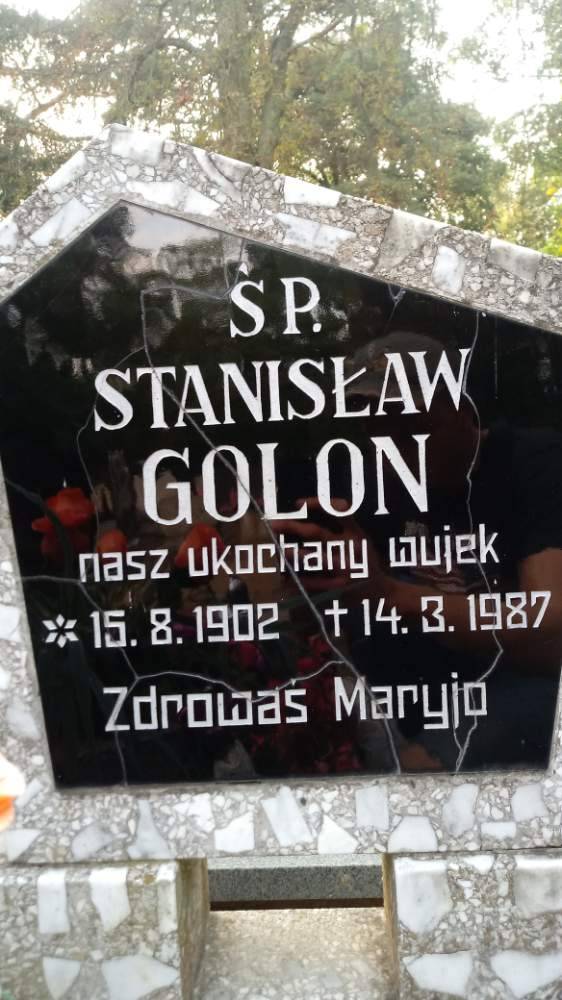 ŚP.
STANISŁAW
GOLON
nasz ukochany wujek
✲ 15. 8. 1902 † 14. 3. 1987
Zdrowaś Maryjo